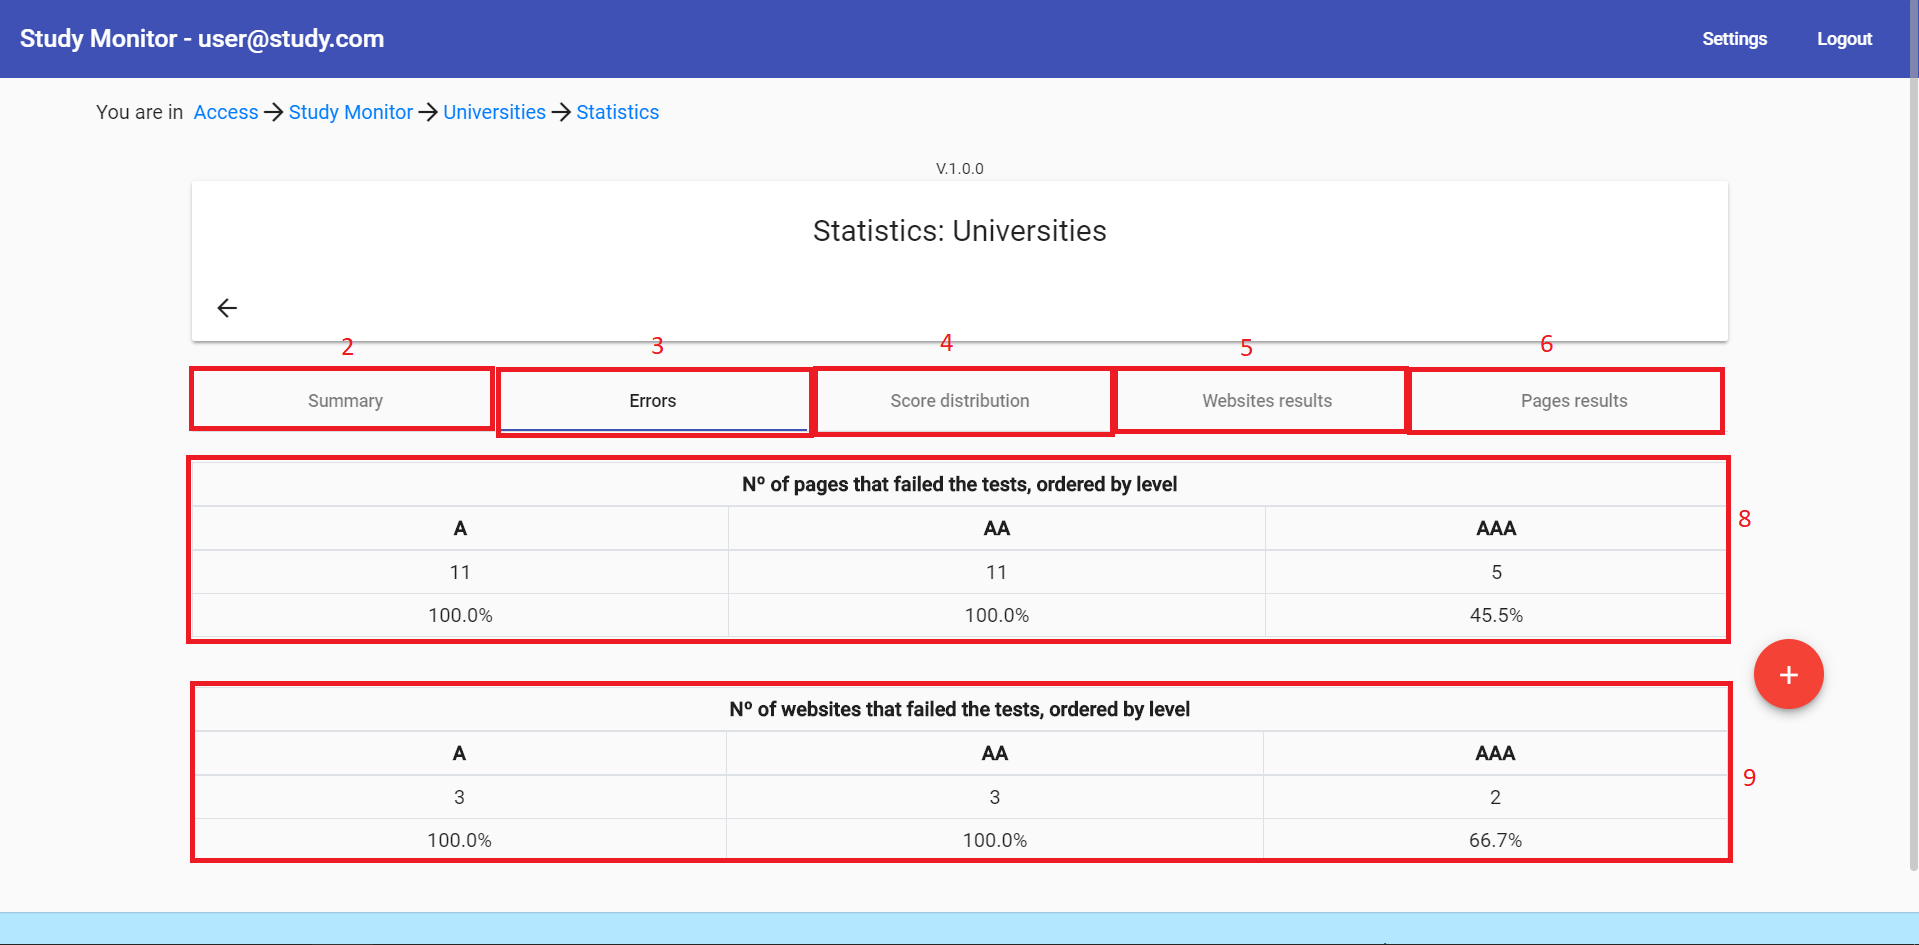 Study Monitor - user@study.com Settings Logout
You are in Access → Study Monitor → Universities → Statistics
V.1.0.0
Statistics: Universities
2 3 4 5 6
Summary Errors Score distribution Websites results Pages results
Nº of pages that failed the tests, ordered by level
A AA AAA
8
11 11 5
100.0% 100.0% 45.5%
+
Nº of websites that failed the tests, ordered by level
A AA AAA
9
3 3 2
100.0% 100.0% 66.7%